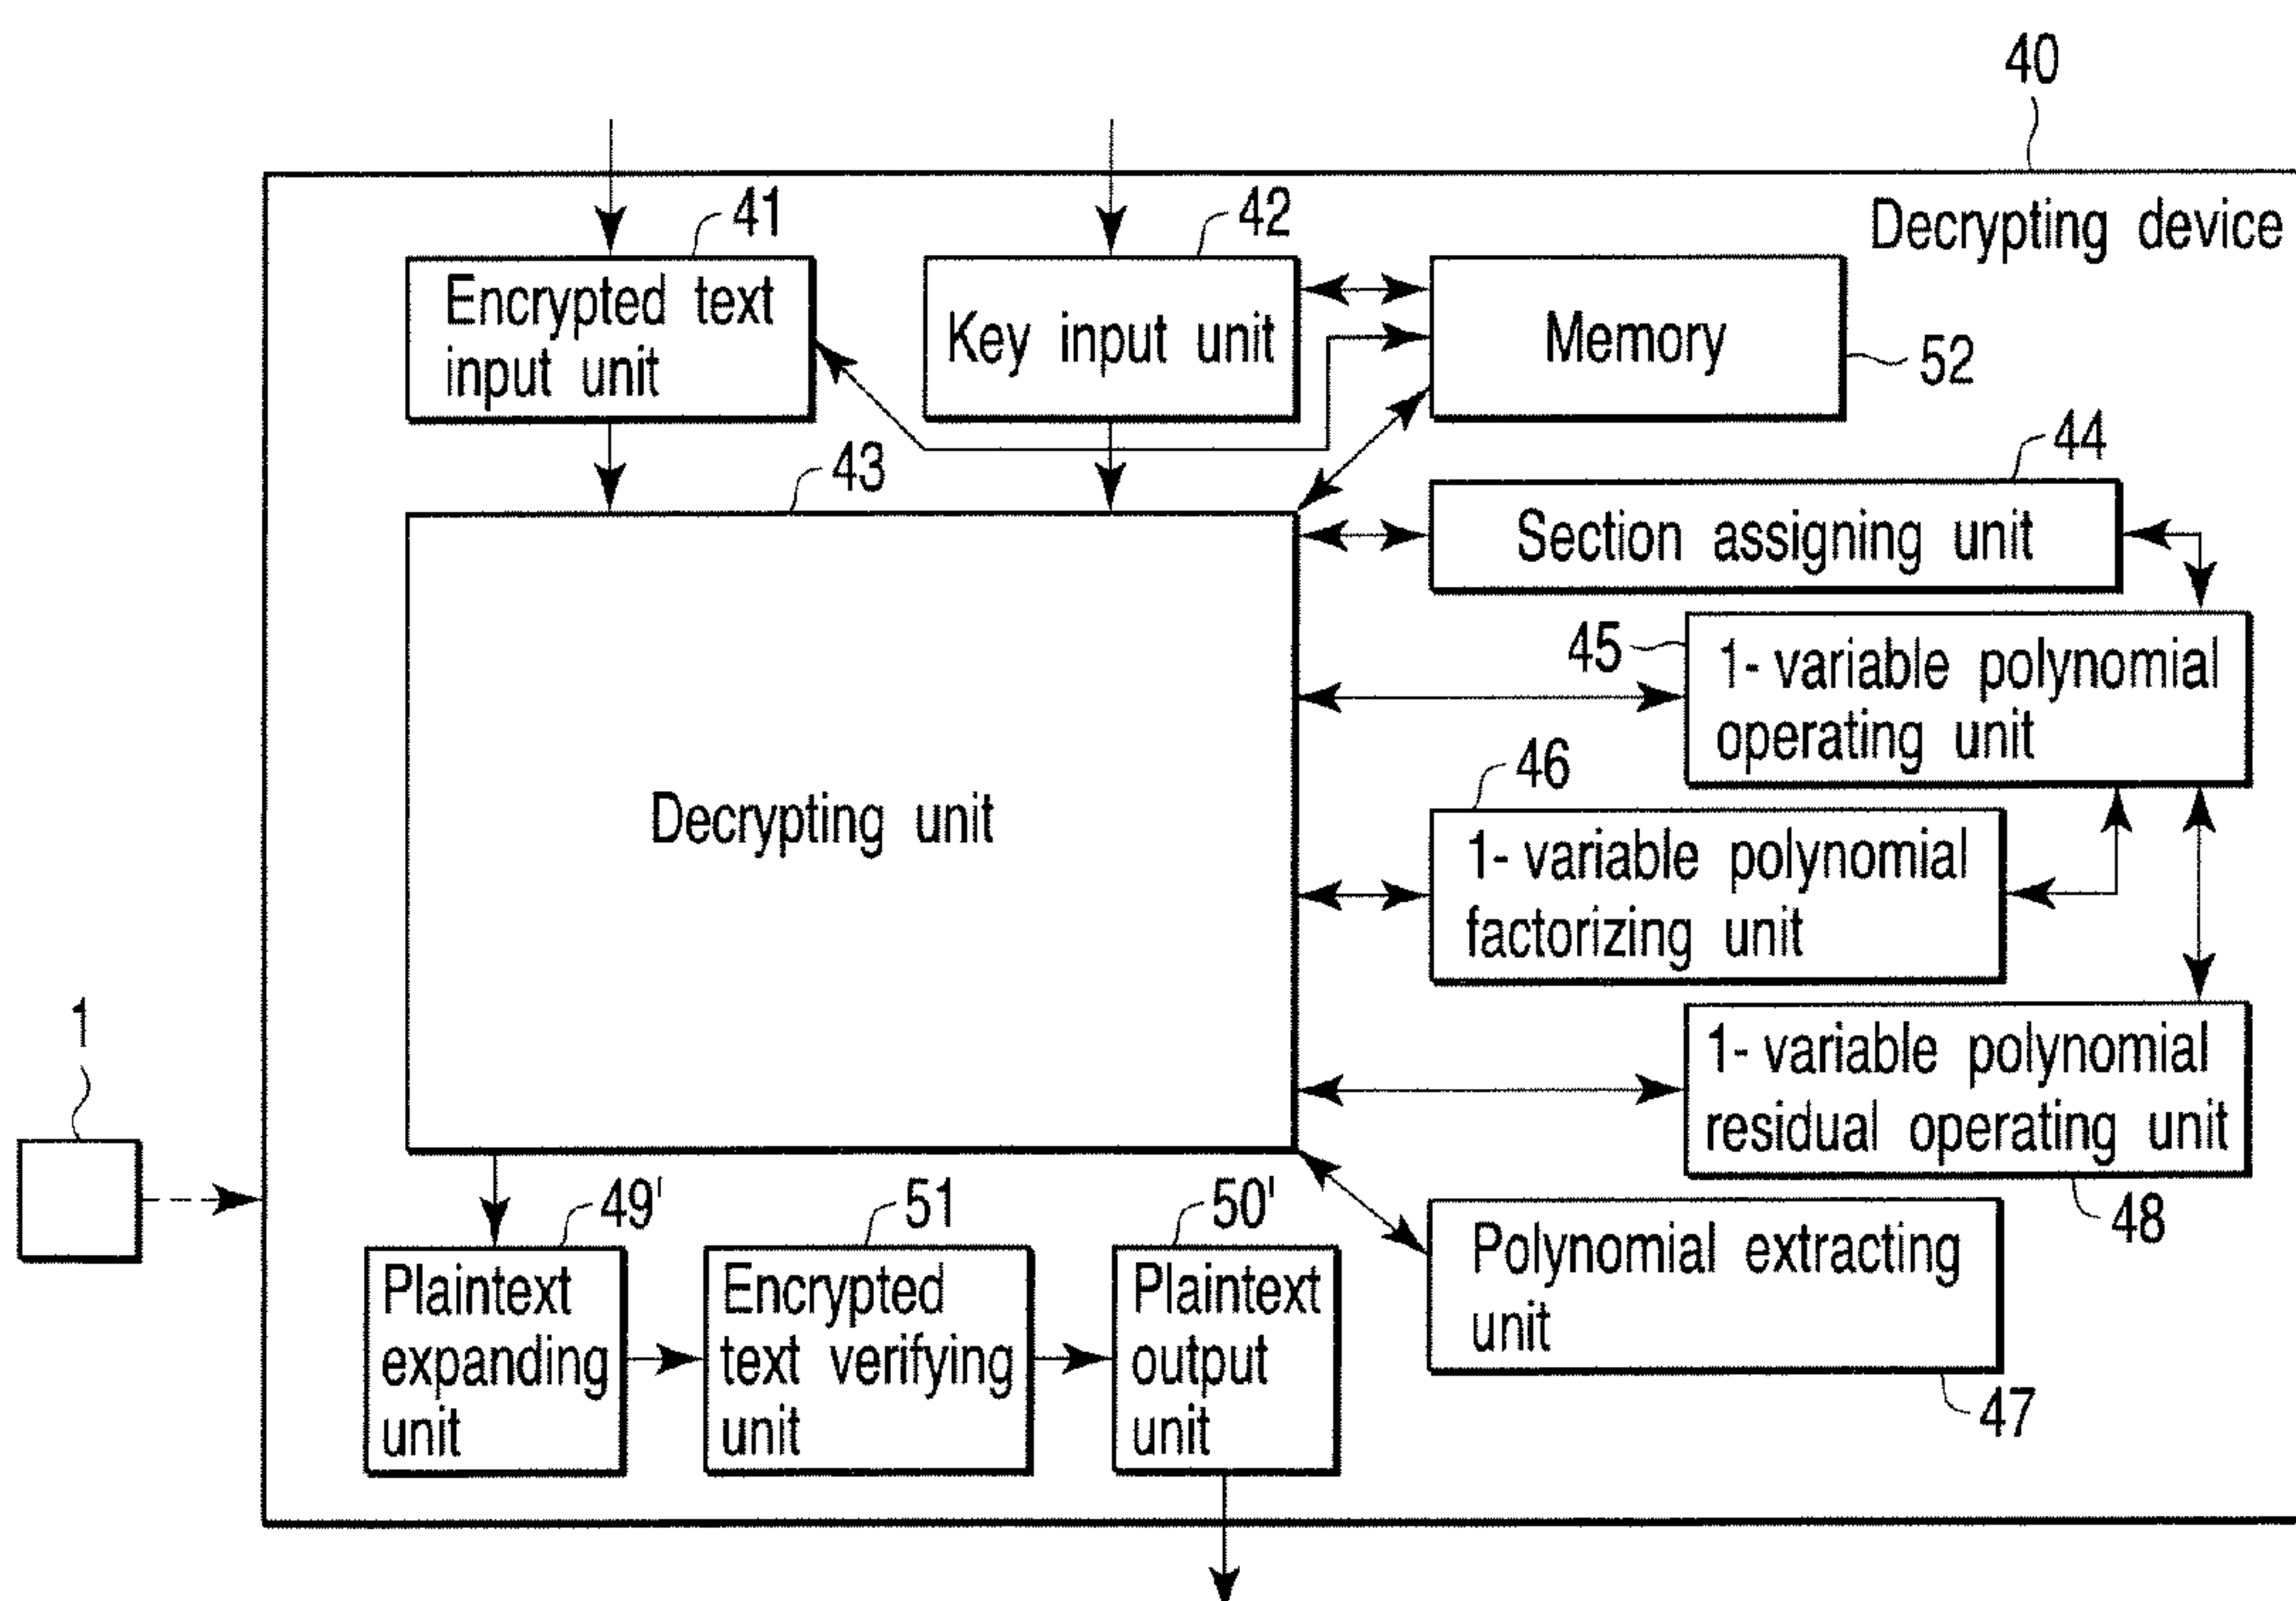 40
Decrypting device
41
42
Encrypted text
input unit
Key input unit
Memory
52
43
44
Section assigning unit
45
1- variable polynomial
operating unit
Decrypting unit
46
1- variable polynomial
factorizing unit
1
1- variable polynomial
residual operating unit
48
49'
51
50'
Plaintext
expanding
unit
Encrypted
text verifying
unit
Plaintext
output
unit
Polynomial extracting
unit
47